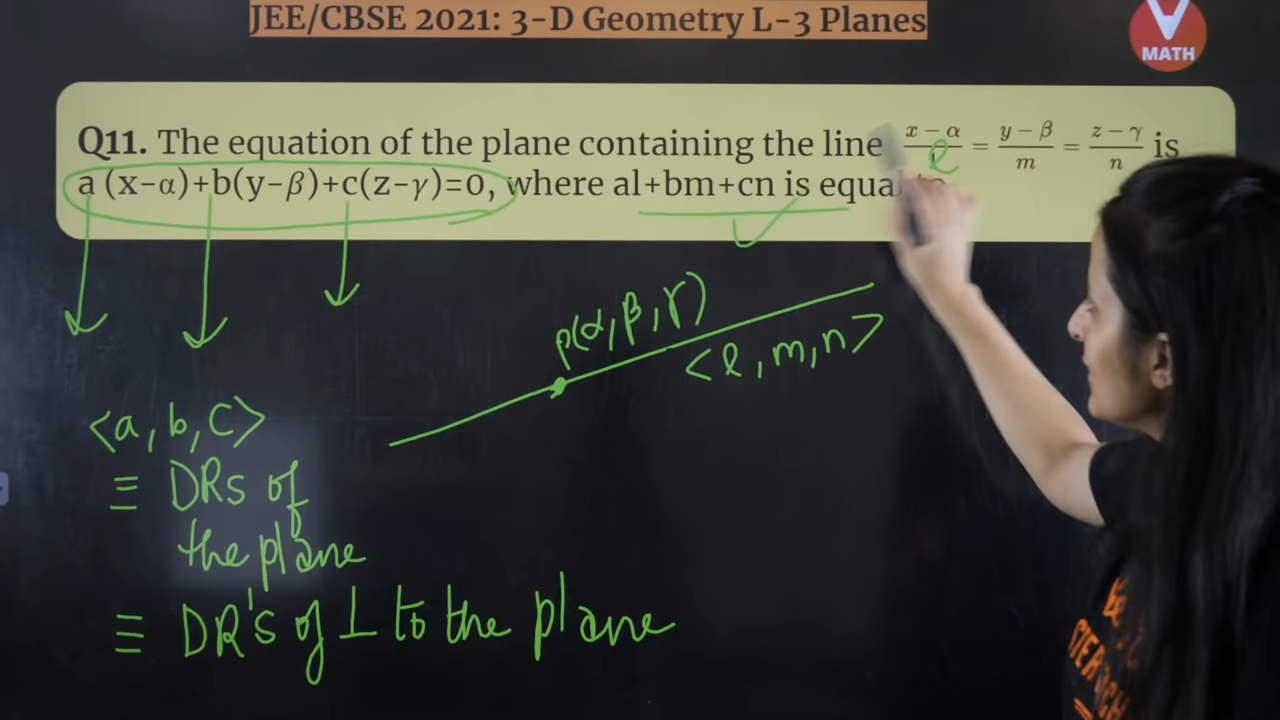 JEE/CBSE 2021: 3-D Geometry L-3 Planes
V
MATH
Q11. The equation of the plane containing the line (x − α)/ℓ = (y − β)/m = (z − γ)/n is
a (x−α)+b(y−β)+c(z−γ)=0, where al+bm+cn is
P(α, β, γ)
<ℓ, m, n>
<a, b, c>
≡ DRs of
the plane
≡ DR's of ⊥ to the plane